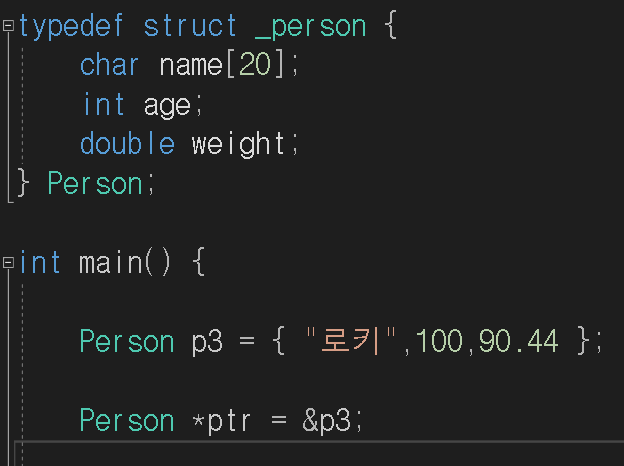 typedef struct _person {
char name[20];
int age;
double weight;
} Person;
int main() {
Person p3 = { "로키",100,90.44 };
Person *ptr = &p3;